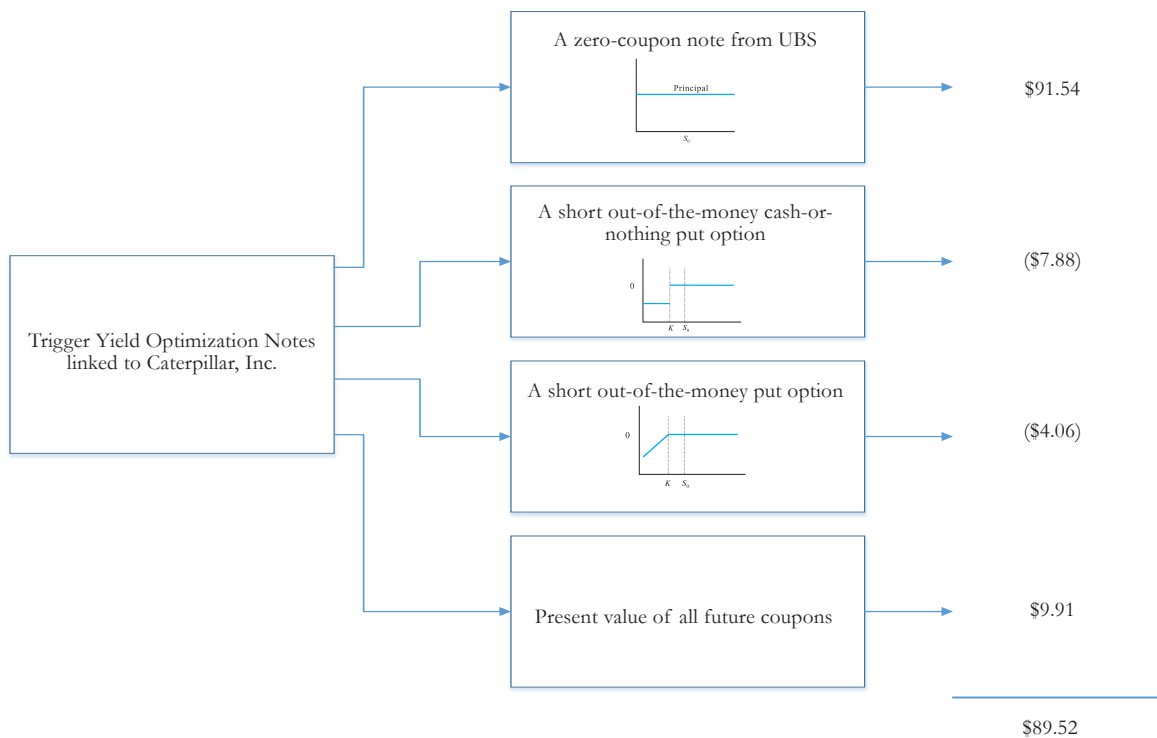 A zero-coupon note from UBS
Principal
S₀
$91.54
A short out-of-the-money cash-or-
nothing put option
0
K S₀
($7.88)
Trigger Yield Optimization Notes
linked to Caterpillar, Inc.
A short out-of-the-money put option
0
K S₀
($4.06)
Present value of all future coupons
$9.91
$89.52